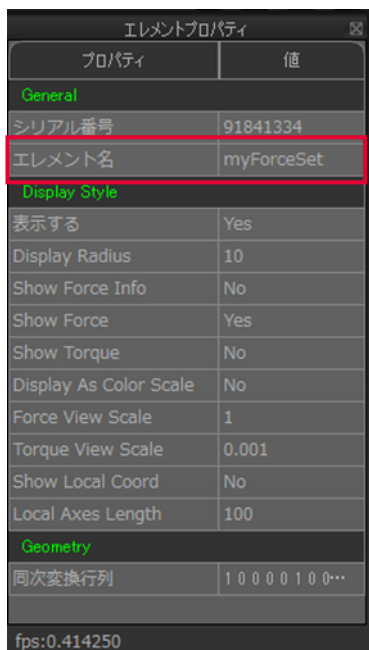 エレメントプロパティ
プロパティ 値
General
シリアル番号 91841334
エレメント名 myForceSet
Display Style
表示する Yes
Display Radius 10
Show Force Info No
Show Force Yes
Show Torque No
Display As Color Scale No
Force View Scale 1
Torque View Scale 0.001
Show Local Coord No
Local Axes Length 100
Geometry
同次変換行列 1 0 0 0 0 1 0 0…
fps:0.414250